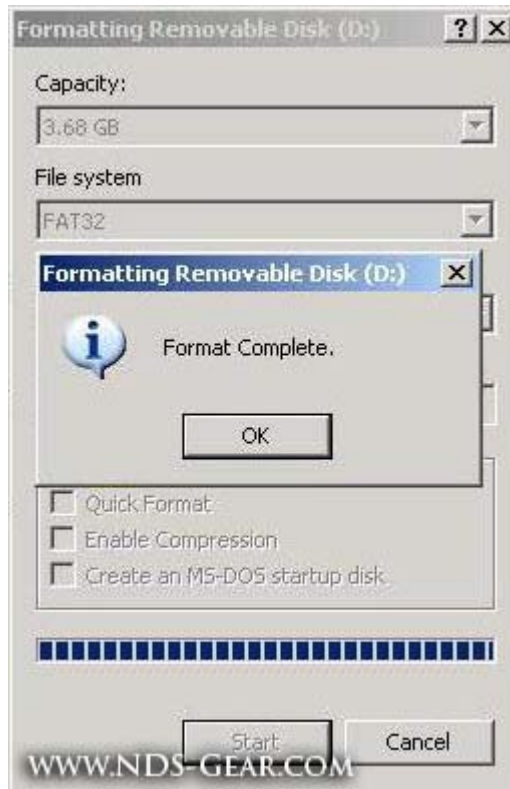 Formatting Removable Disk (D:)
Capacity:
3.68 GB
File system
FAT32
Formatting Removable Disk (D:)
Format Complete.
OK
Quick Format
Enable Compression
Create an MS-DOS startup disk
Start
Cancel
WWW.NDS-GEAR.COM